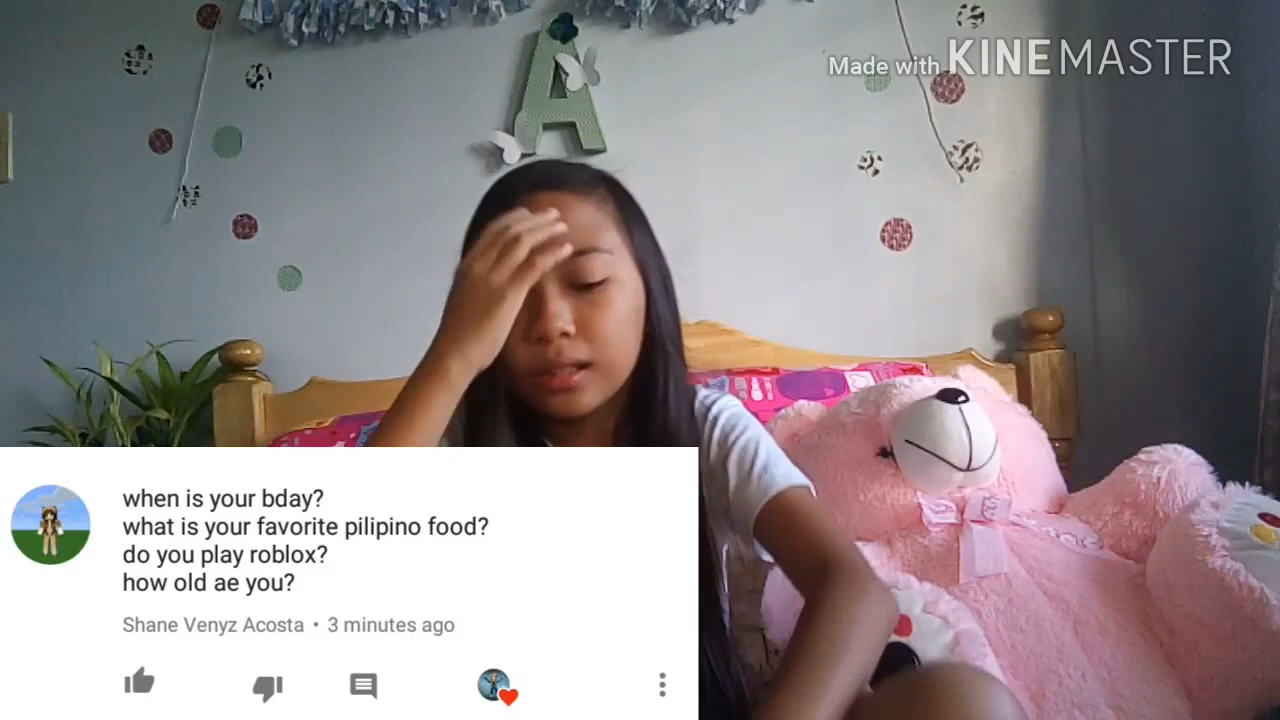 Made with KINEMASTER
A
when is your bday?
what is your favorite pilipino food?
do you play roblox?
how old ae you?
Shane Venyz Acosta • 3 minutes ago